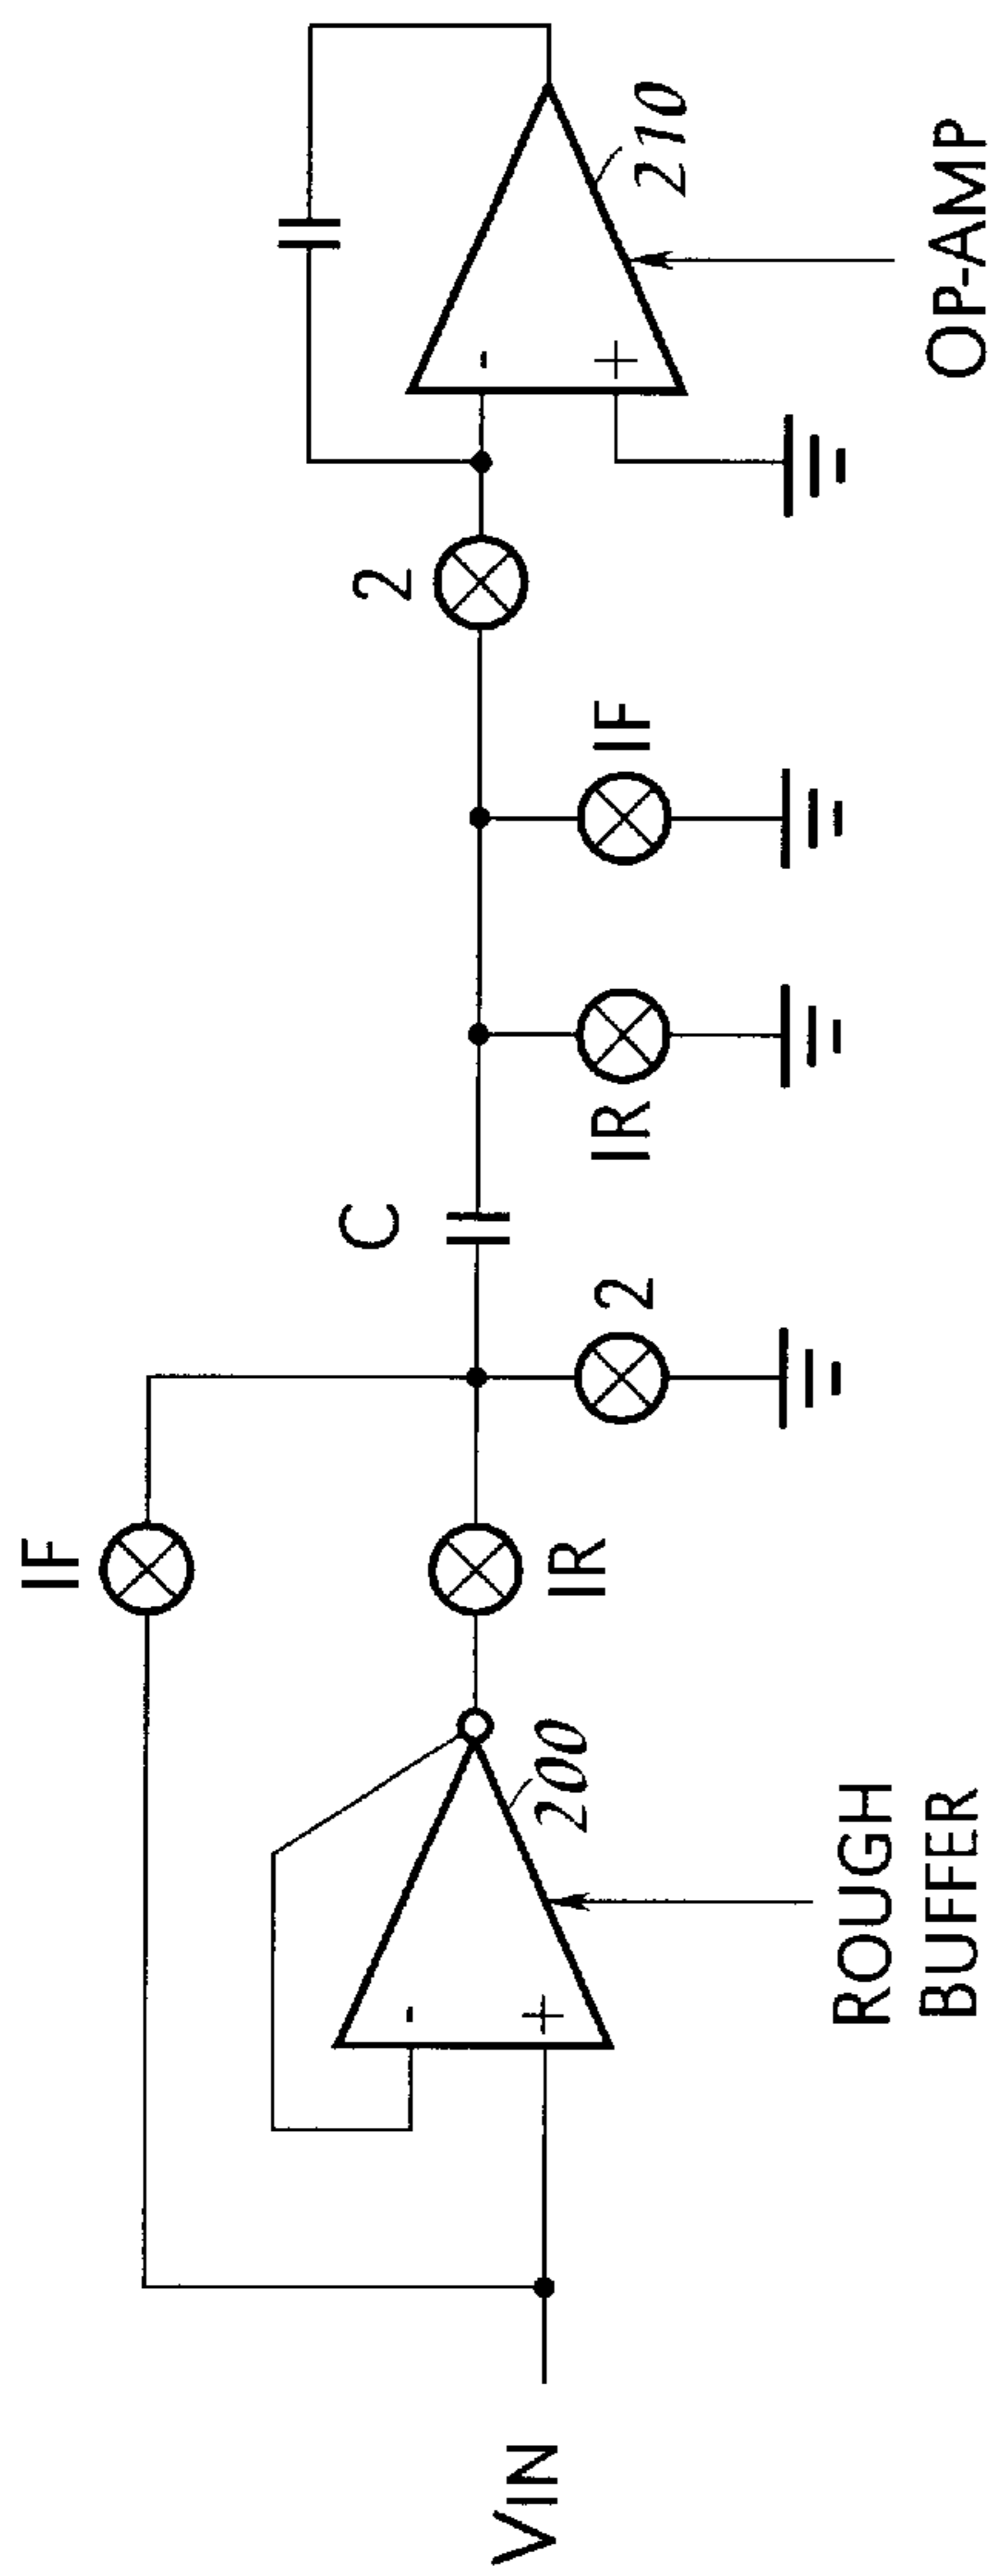 VIN
IF
-
+
200
ROUGH
BUFFER
IR
2
C
IR
IF
2
-
+
210
OP-AMP